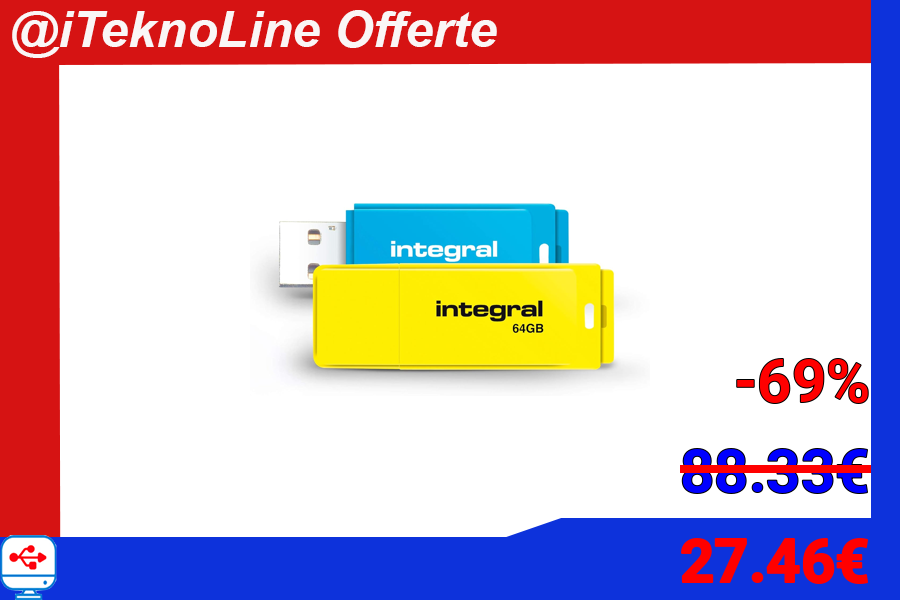 @iTeknoLine Offerte
integral
integral
64GB
-69%
88.33€
27.46€